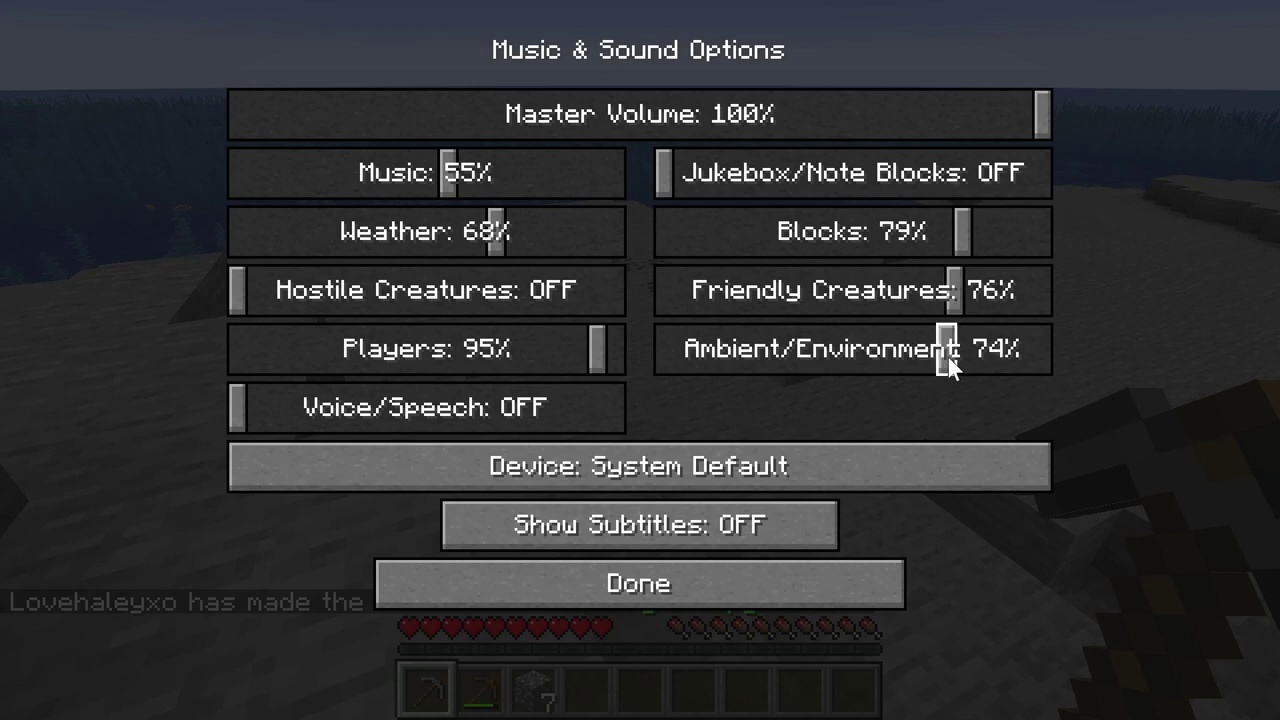 Music & Sound Options
Master Volume: 100%
Music: 55%
Jukebox/Note Blocks: OFF
Weather: 68%
Blocks: 79%
Hostile Creatures: OFF
Friendly Creatures: 76%
Players: 95%
Ambient/Environment: 74%
Voice/Speech: OFF
Device: System Default
Show Subtitles: OFF
Done
Lovehaleyxo has made the
7